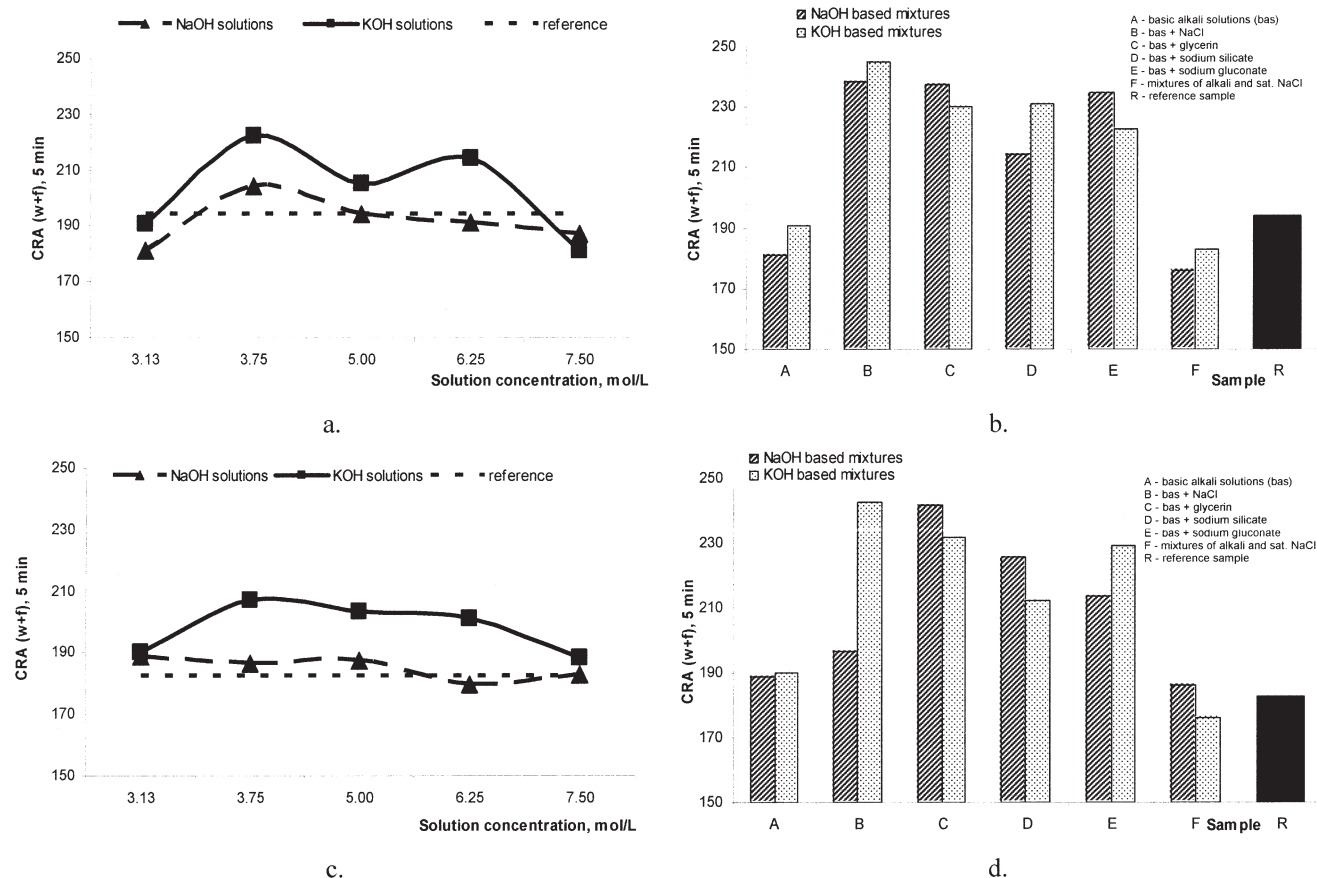 NaOH solutions KOH solutions reference
CRA (w+f), 5 min
250
230
210
190
170
150
3.13 3.75 5.00 6.25 7.50
Solution concentration, mol/L
a.
NaOH based mixtures
KOH based mixtures
A - basic alkali solutions (bas)
B - bas + NaCl
C - bas + glycerin
D - bas + sodium silicate
E - bas + sodium gluconate
F - mixtures of alkali and sat. NaCl
R - reference sample
CRA (w+f), 5 min
250
230
210
190
170
150
A B C D E F Sample R
b.
NaOH solutions KOH solutions reference
CRA (w+f), 5 min
250
230
210
190
170
150
3.13 3.75 5.00 6.25 7.50
Solution concentration, mol/L
c.
NaOH based mixtures
KOH based mixtures
A - basic alkali solutions (bas)
B - bas + NaCl
C - bas + glycerin
D - bas + sodium silicate
E - bas + sodium gluconate
F - mixtures of alkali and sat. NaCl
R - reference sample
CRA (w+f), 5 min
250
230
210
190
170
150
A B C D E F Sample R
d.